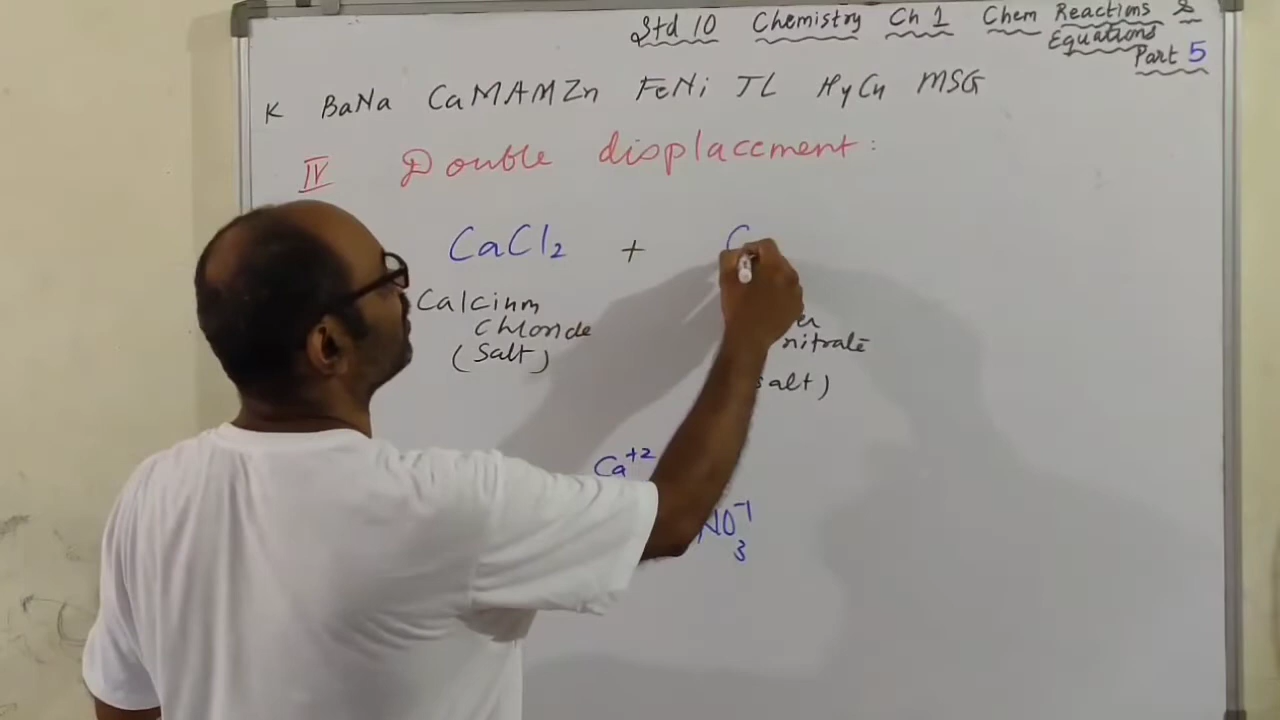 Std 10 Chemistry Ch 1 Chem Reactions &
Equations
Part 5
K BaNa CaMAMZn FeNi TL HyCu MSG
IV Double displacement:
CaCl2 + C
Calcium
Chloride
(Salt)
er
nitrate
salt)
Ca+2
NO3-1